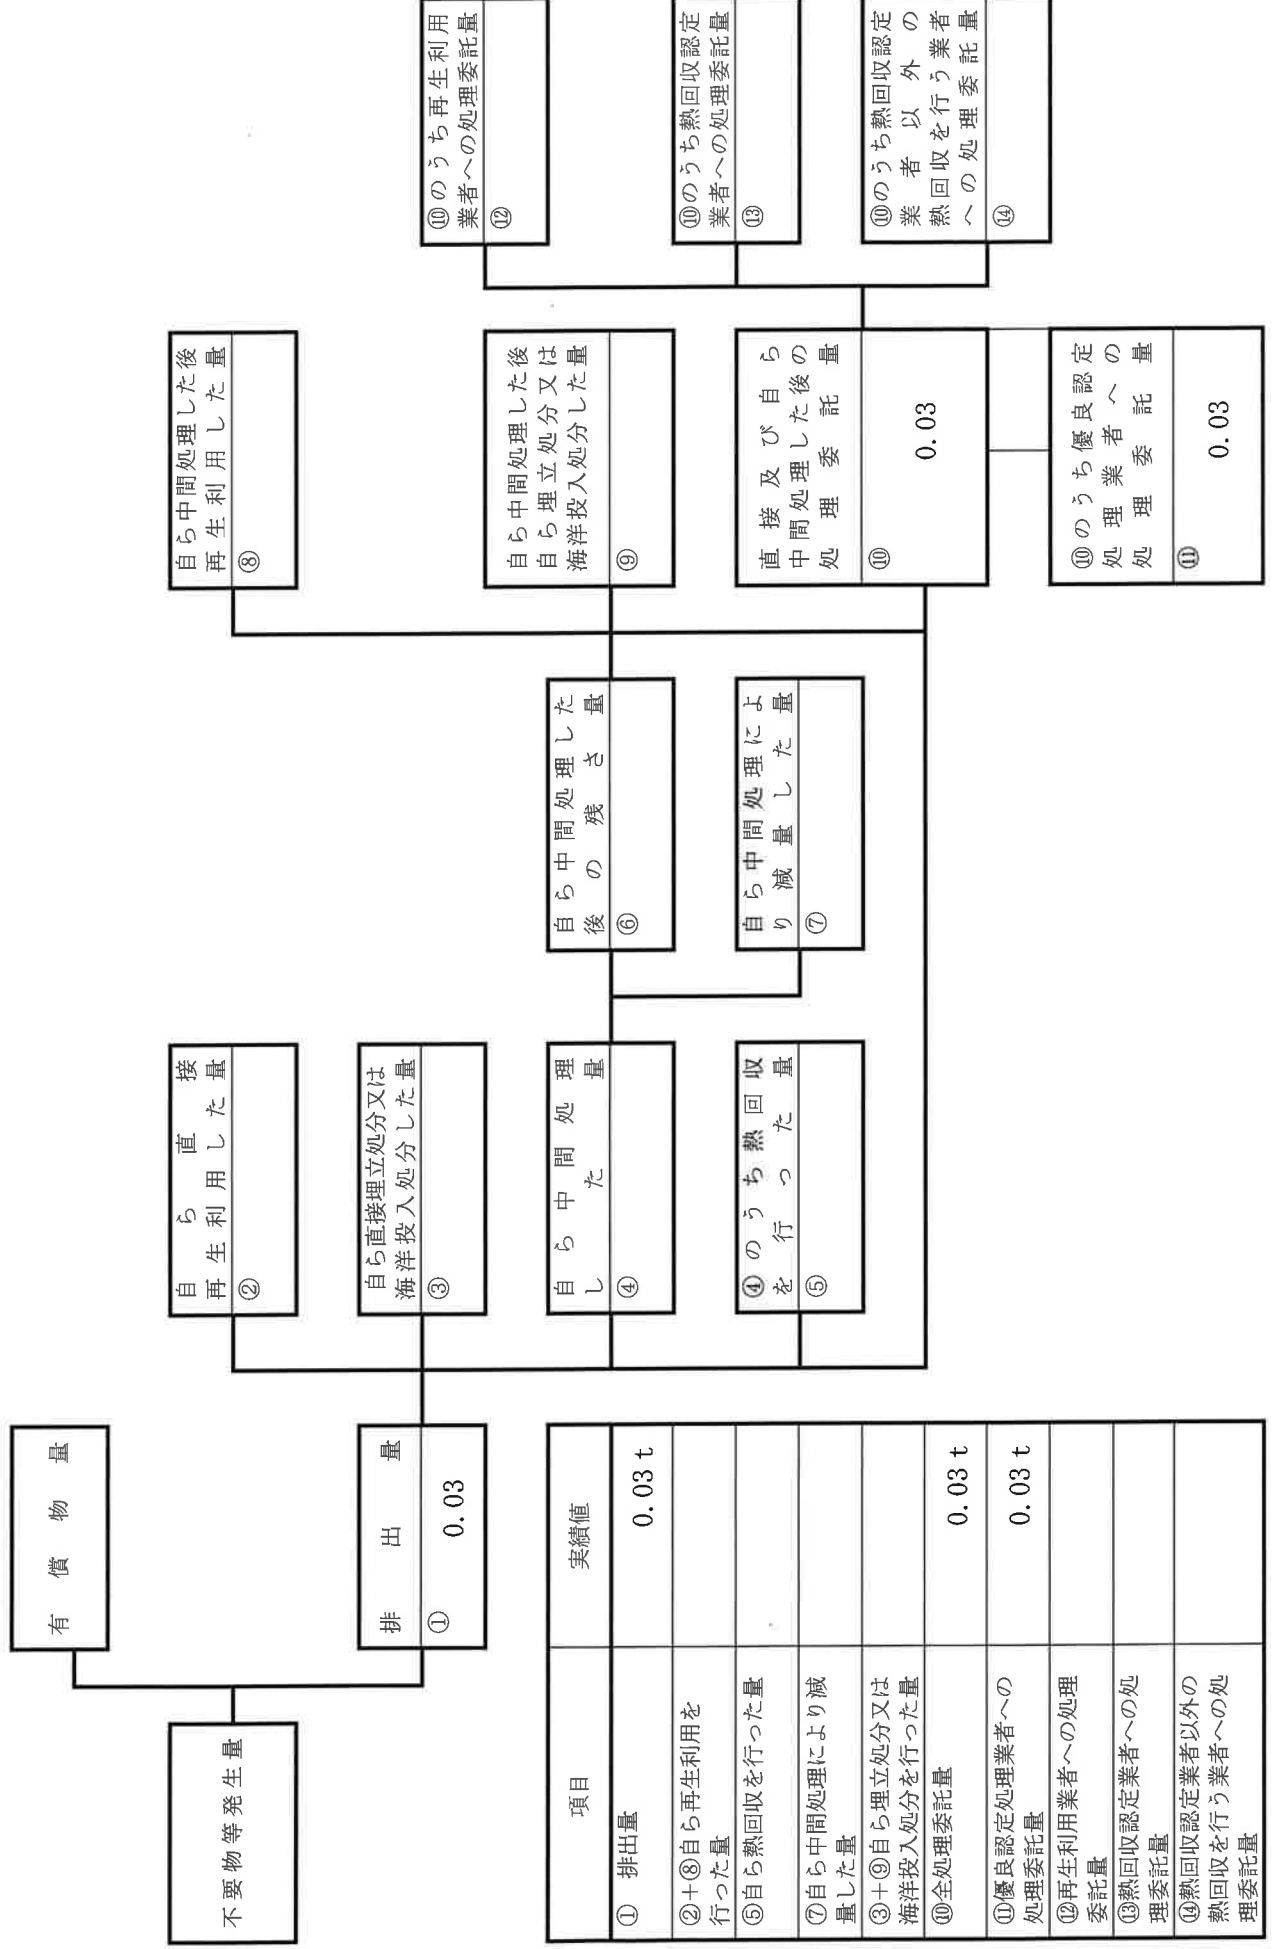 不要物等発生量
有償物量
排出量
①
0.03
自ら直接
再生利用した量
②
自ら直接埋立処分又は
海洋投入処分した量
③
自ら中間処理
した量
④
④のうち熱回収
を行った量
⑤
自ら中間処理した
後の残さ量
⑥
自ら中間処理によ
り減量した量
⑦
自ら中間処理した後
再生利用した量
⑧
自ら中間処理した後
自ら埋立処分又は
海洋投入処分した量
⑨
直接及び自ら
中間処理した後の
処理委託量
⑩
0.03
⑩のうち優良認定
処理業者への
処理委託量
⑪
0.03
⑩のうち再生利用
業者への処理委託量
⑫
⑩のうち熱回収認定
業者への処理委託量
⑬
⑩のうち熱回収認定
業者以外の
熱回収を行う業者
への処理委託量
⑭
項目 実績値
① 排出量 0.03 t
②+⑧自ら再生利用を
行った量
⑤自ら熱回収を行った量
⑦自ら中間処理により減
量した量
③+⑨自ら埋立処分又は
海洋投入処分を行った量
⑩全処理委託量 0.03 t
⑪優良認定処理業者への
処理委託量 0.03 t
⑫再生利用業者への処理
委託量
⑬熱回収認定業者への処
理委託量
⑭熱回収認定業者以外の
熱回収を行う業者への処
理委託量